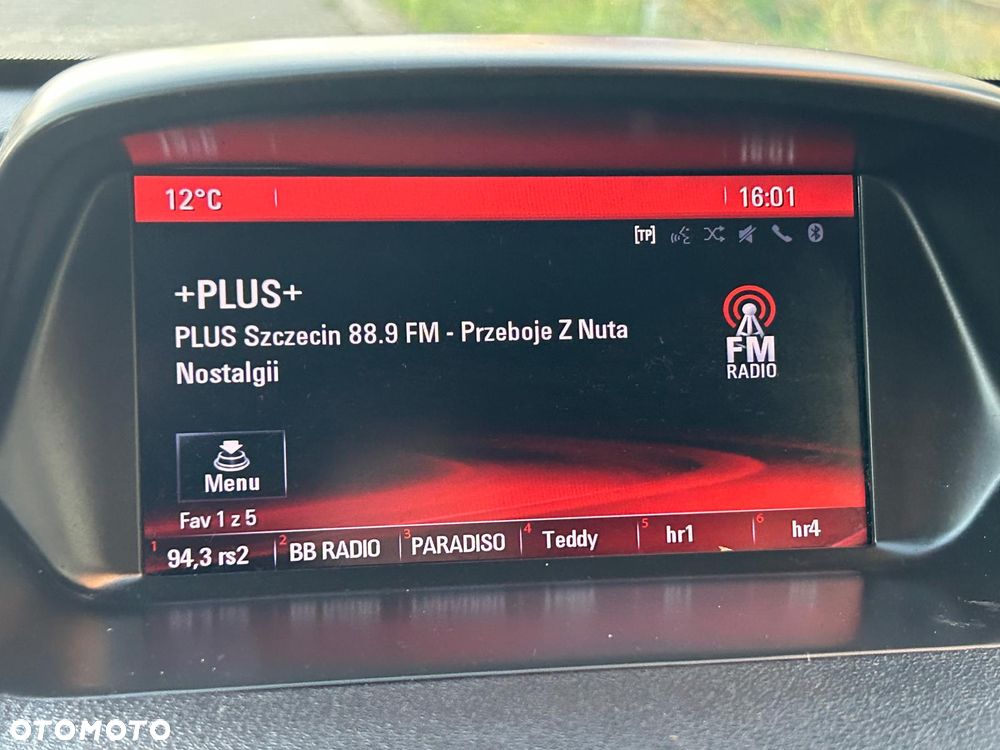 12°C 16:01
[TP]
+PLUS+
PLUS Szczecin 88.9 FM - Przeboje Z Nuta
Nostalgii
FM
RADIO
Menu
Fav 1 z 5
1 94,3 rs2 2 BB RADIO 3 PARADISO 4 Teddy 5 hr1 6 hr4
OTOMOTO